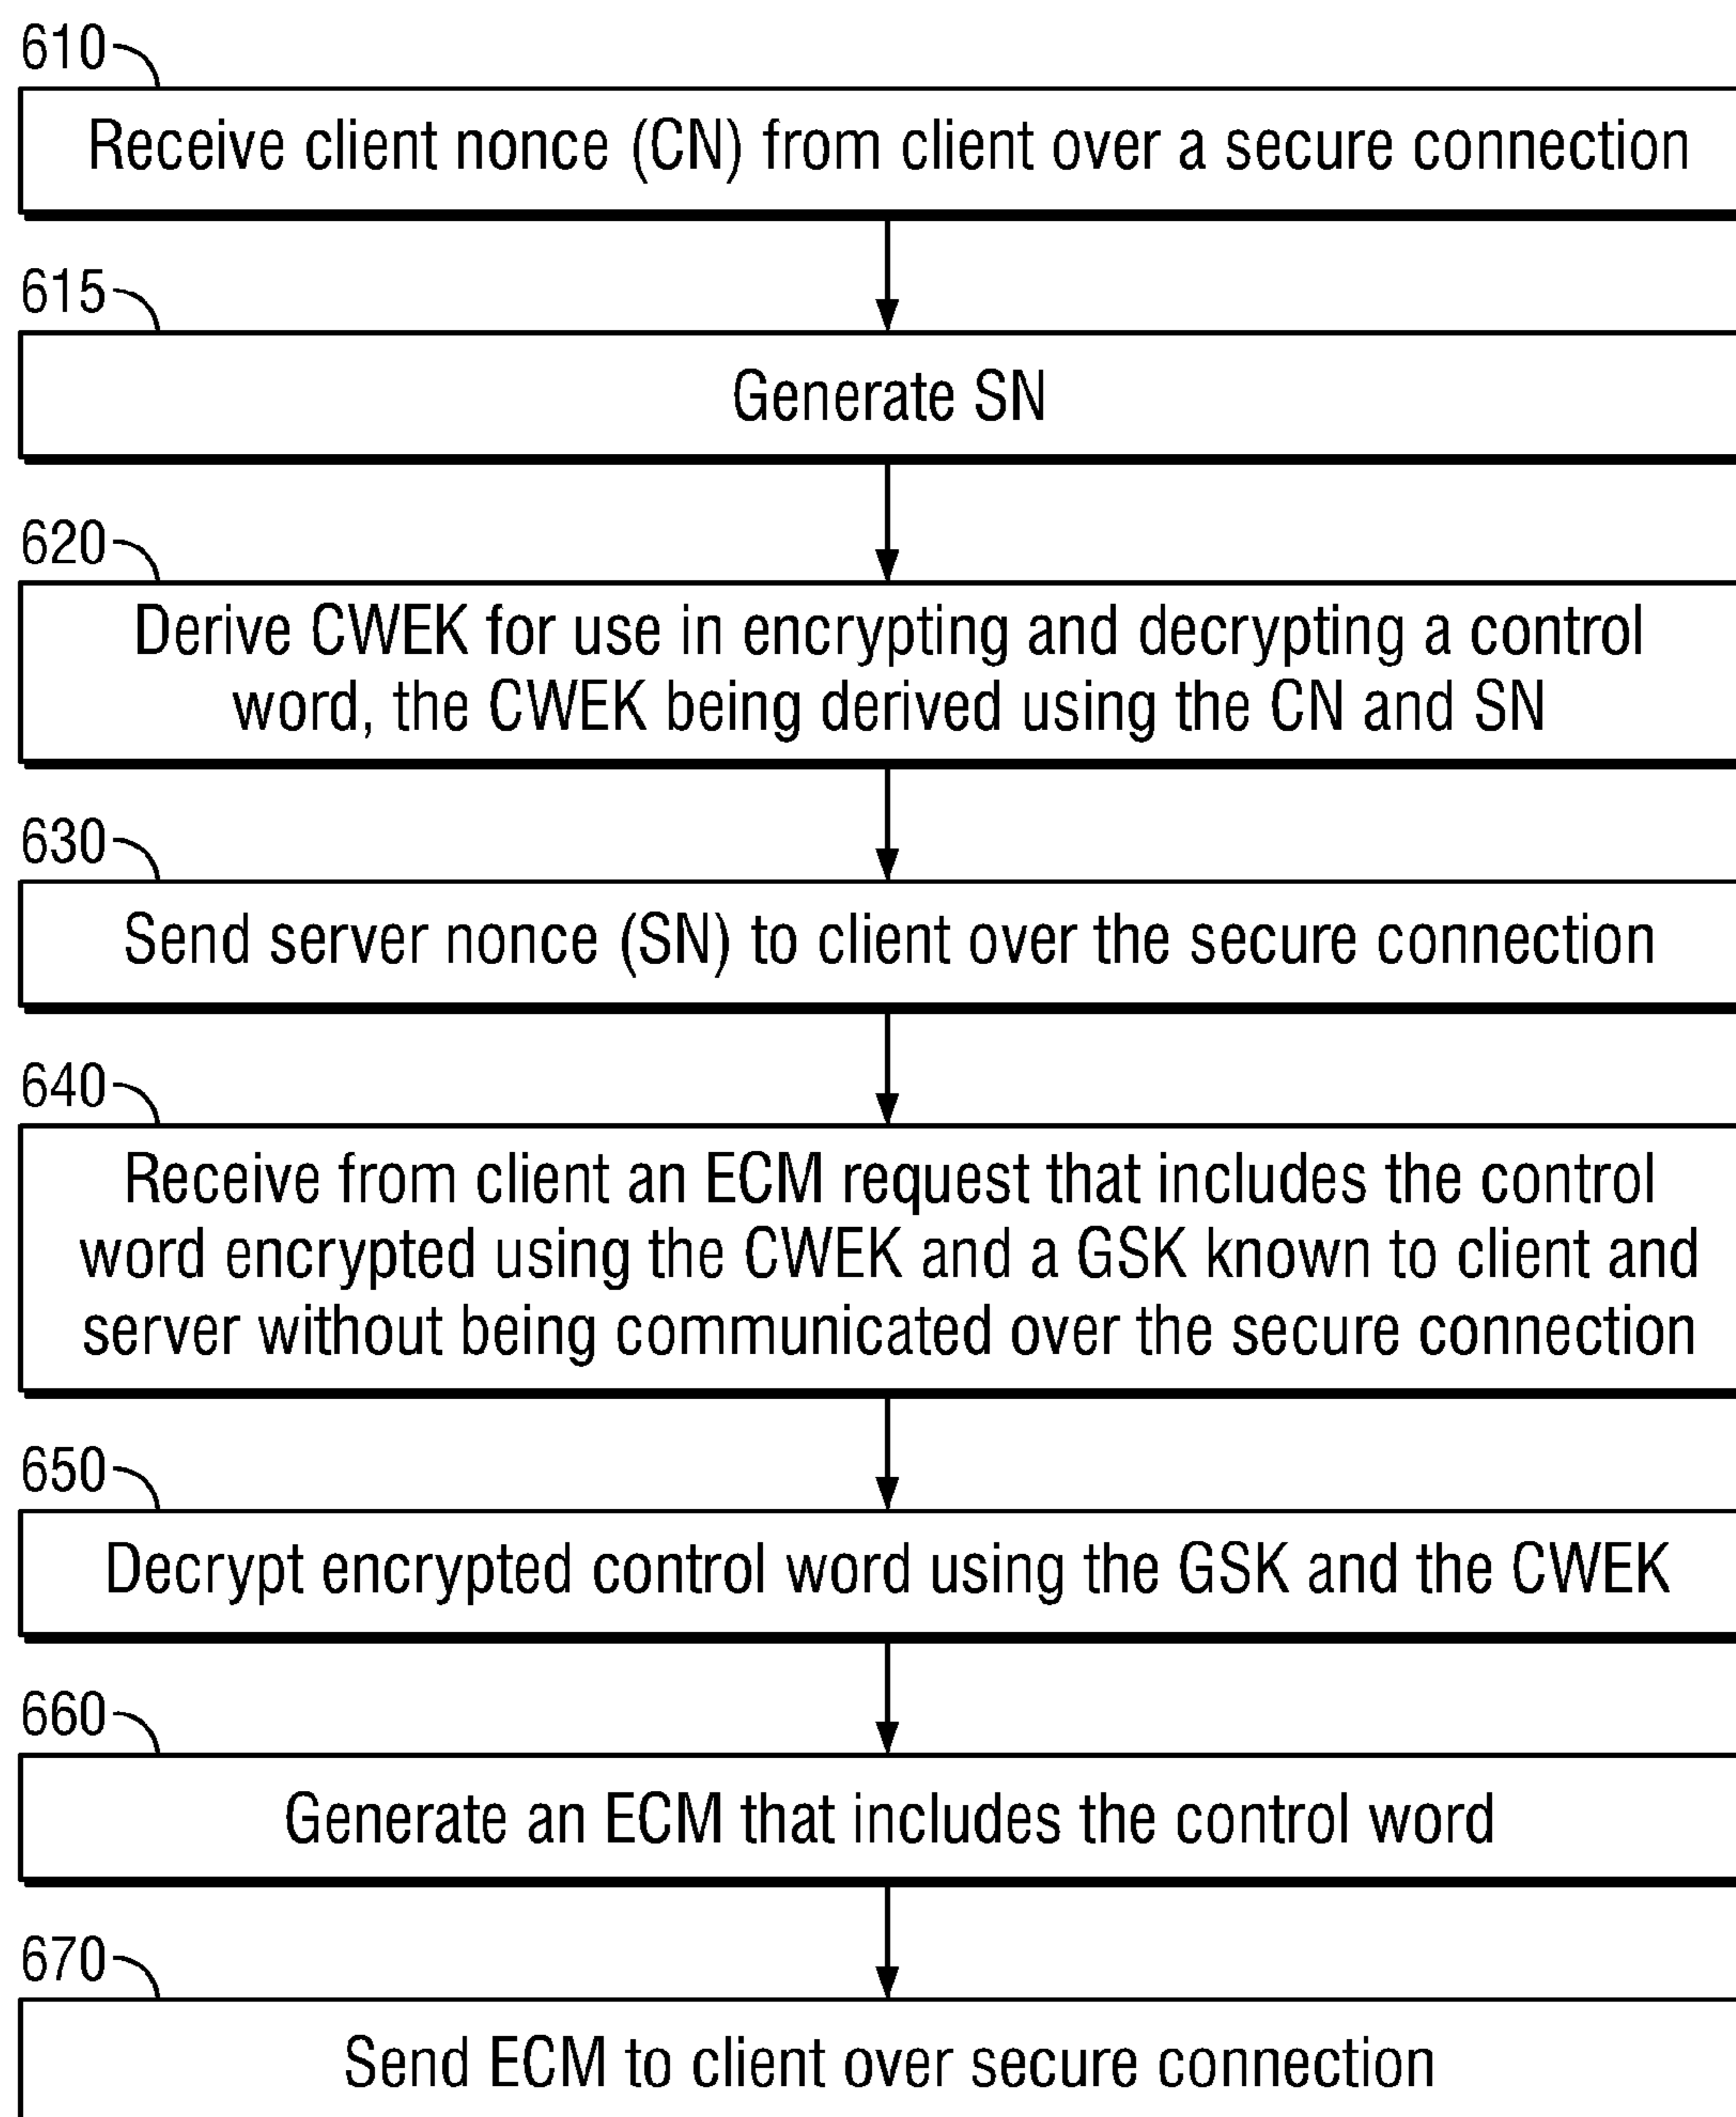 610
Receive client nonce (CN) from client over a secure connection
615
Generate SN
620
Derive CWEK for use in encrypting and decrypting a control
word, the CWEK being derived using the CN and SN
630
Send server nonce (SN) to client over the secure connection
640
Receive from client an ECM request that includes the control
word encrypted using the CWEK and a GSK known to client and
server without being communicated over the secure connection
650
Decrypt encrypted control word using the GSK and the CWEK
660
Generate an ECM that includes the control word
670
Send ECM to client over secure connection